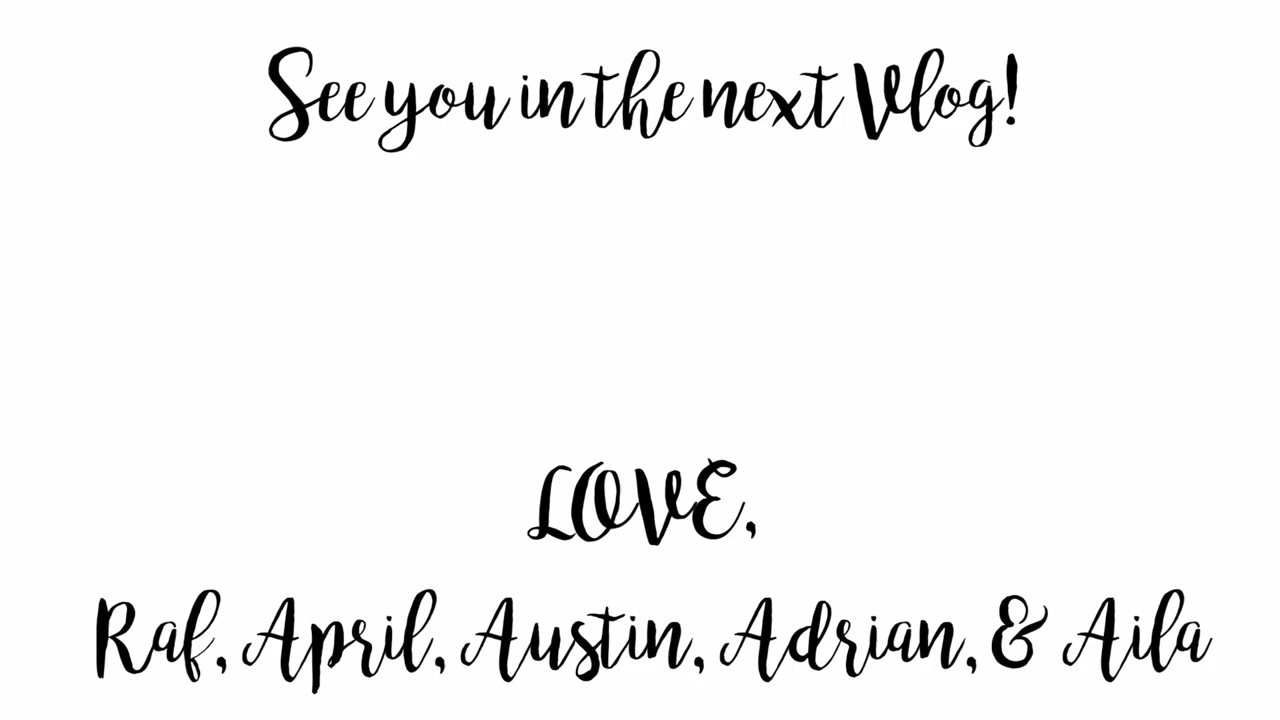 See you in the next Vlog!
LOVE,
Raf, April, Austin, Adrian, & Aila